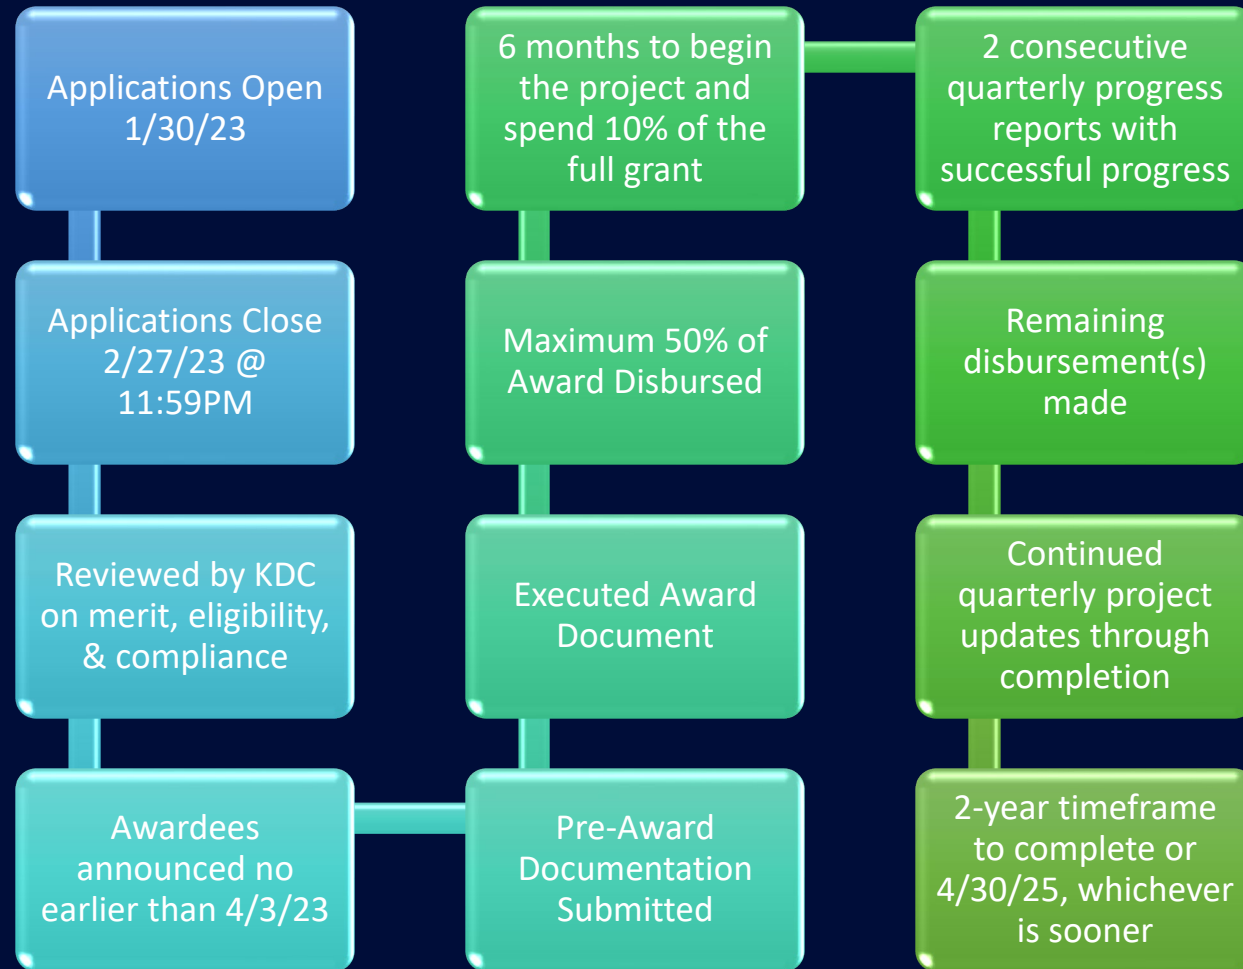 Applications Open
1/30/23
Applications Close
2/27/23 @
11:59PM
Reviewed by KDC
on merit, eligibility,
& compliance
Awardees
announced no
earlier than 4/3/23
Pre-Award
Documentation
Submitted
Executed Award
Document
Maximum 50% of
Award Disbursed
6 months to begin
the project and
spend 10% of the
full grant
2 consecutive
quarterly progress
reports with
successful progress
Remaining
disbursement(s)
made
Continued
quarterly project
updates through
completion
2-year timeframe
to complete or
4/30/25, whichever
is sooner